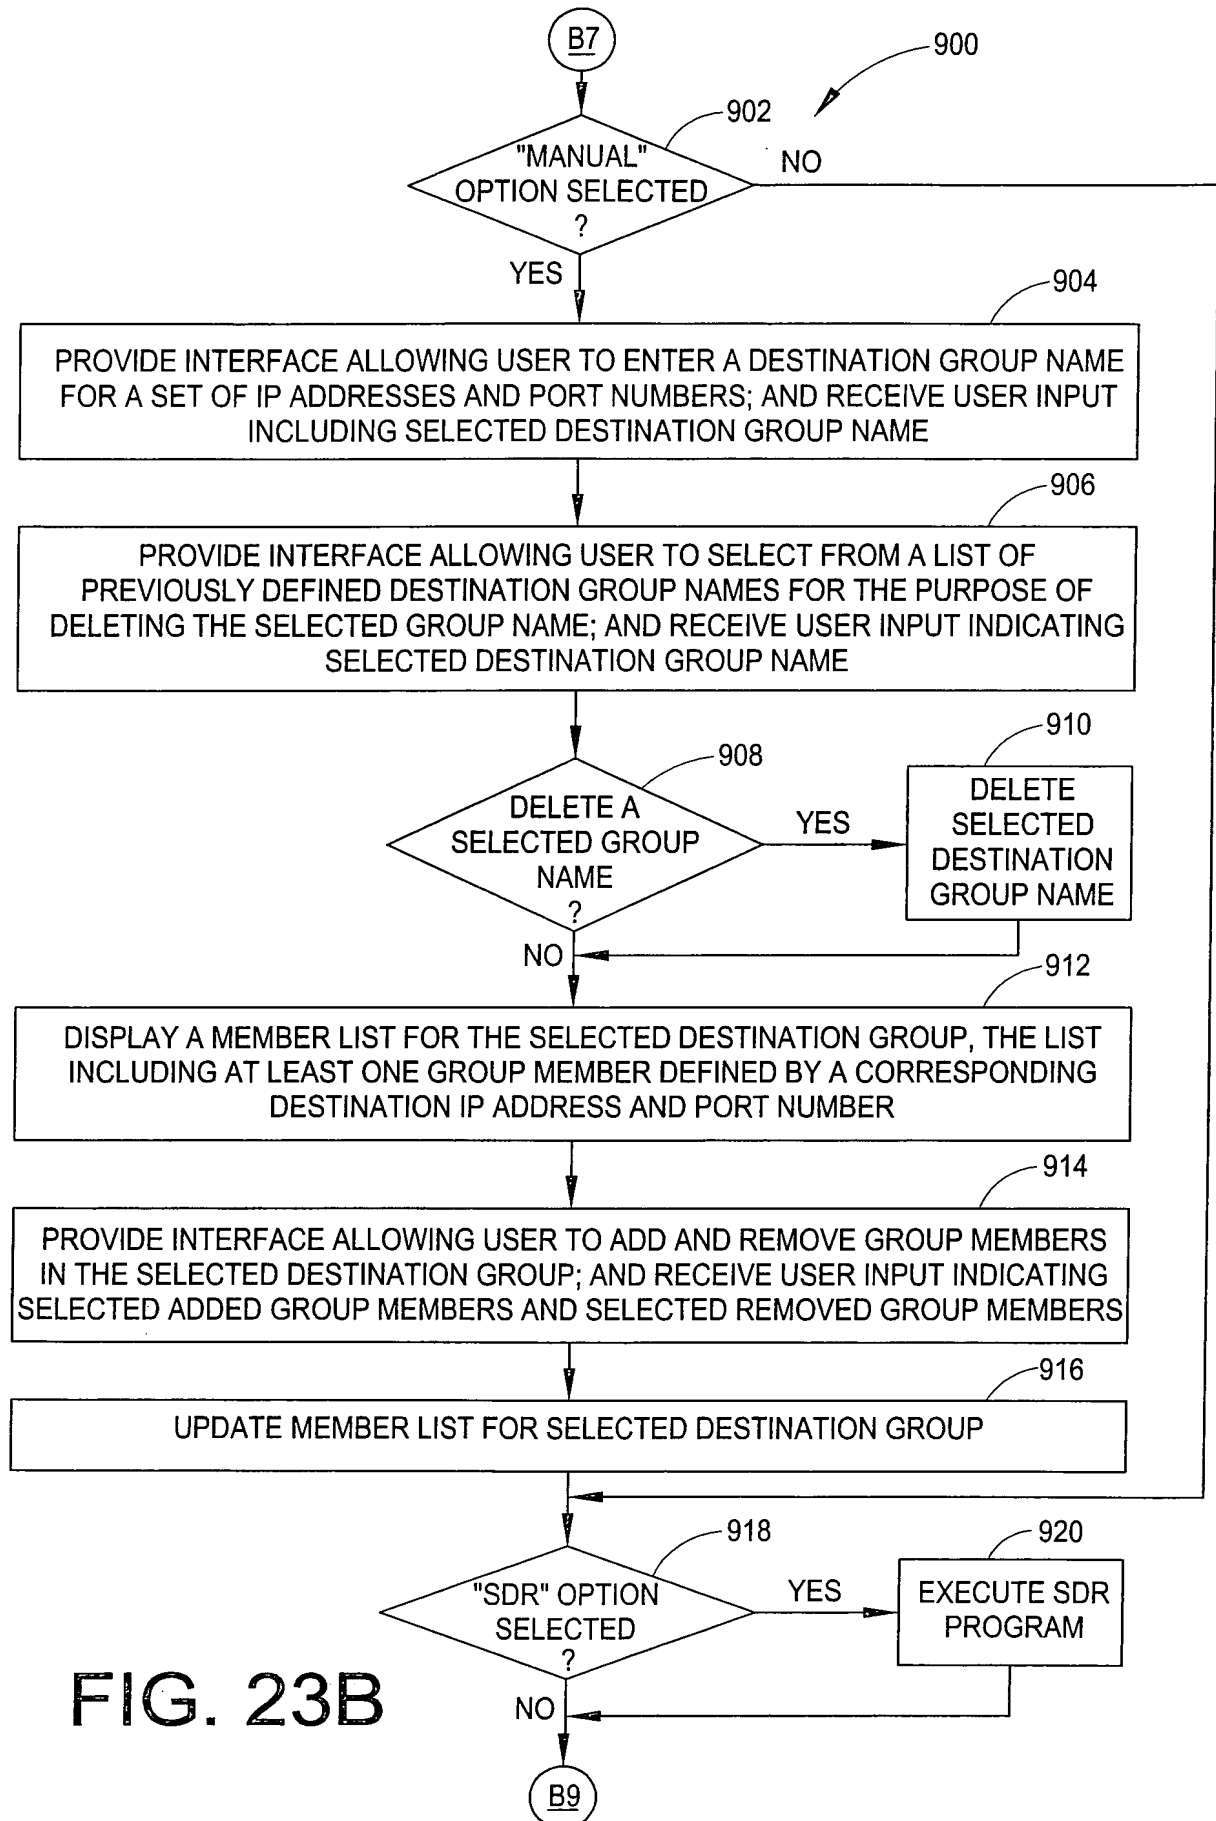 B7
900
902
"MANUAL"
OPTION SELECTED
?
NO
YES
904
PROVIDE INTERFACE ALLOWING USER TO ENTER A DESTINATION GROUP NAME
FOR A SET OF IP ADDRESSES AND PORT NUMBERS; AND RECEIVE USER INPUT
INCLUDING SELECTED DESTINATION GROUP NAME
906
PROVIDE INTERFACE ALLOWING USER TO SELECT FROM A LIST OF
PREVIOUSLY DEFINED DESTINATION GROUP NAMES FOR THE PURPOSE OF
DELETING THE SELECTED GROUP NAME; AND RECEIVE USER INPUT INDICATING
SELECTED DESTINATION GROUP NAME
908
DELETE A
SELECTED GROUP
NAME
?
YES
910
DELETE
SELECTED
DESTINATION
GROUP NAME
NO
912
DISPLAY A MEMBER LIST FOR THE SELECTED DESTINATION GROUP, THE LIST
INCLUDING AT LEAST ONE GROUP MEMBER DEFINED BY A CORRESPONDING
DESTINATION IP ADDRESS AND PORT NUMBER
914
PROVIDE INTERFACE ALLOWING USER TO ADD AND REMOVE GROUP MEMBERS
IN THE SELECTED DESTINATION GROUP; AND RECEIVE USER INPUT INDICATING
SELECTED ADDED GROUP MEMBERS AND SELECTED REMOVED GROUP MEMBERS
916
UPDATE MEMBER LIST FOR SELECTED DESTINATION GROUP
918
"SDR" OPTION
SELECTED
?
YES
920
EXECUTE SDR
PROGRAM
NO
B9
FIG. 23B